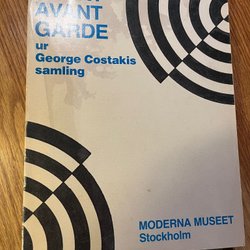 AVANT
GARDE
ur
George Costakis
samling
MODERNA MUSEET
Stockholm